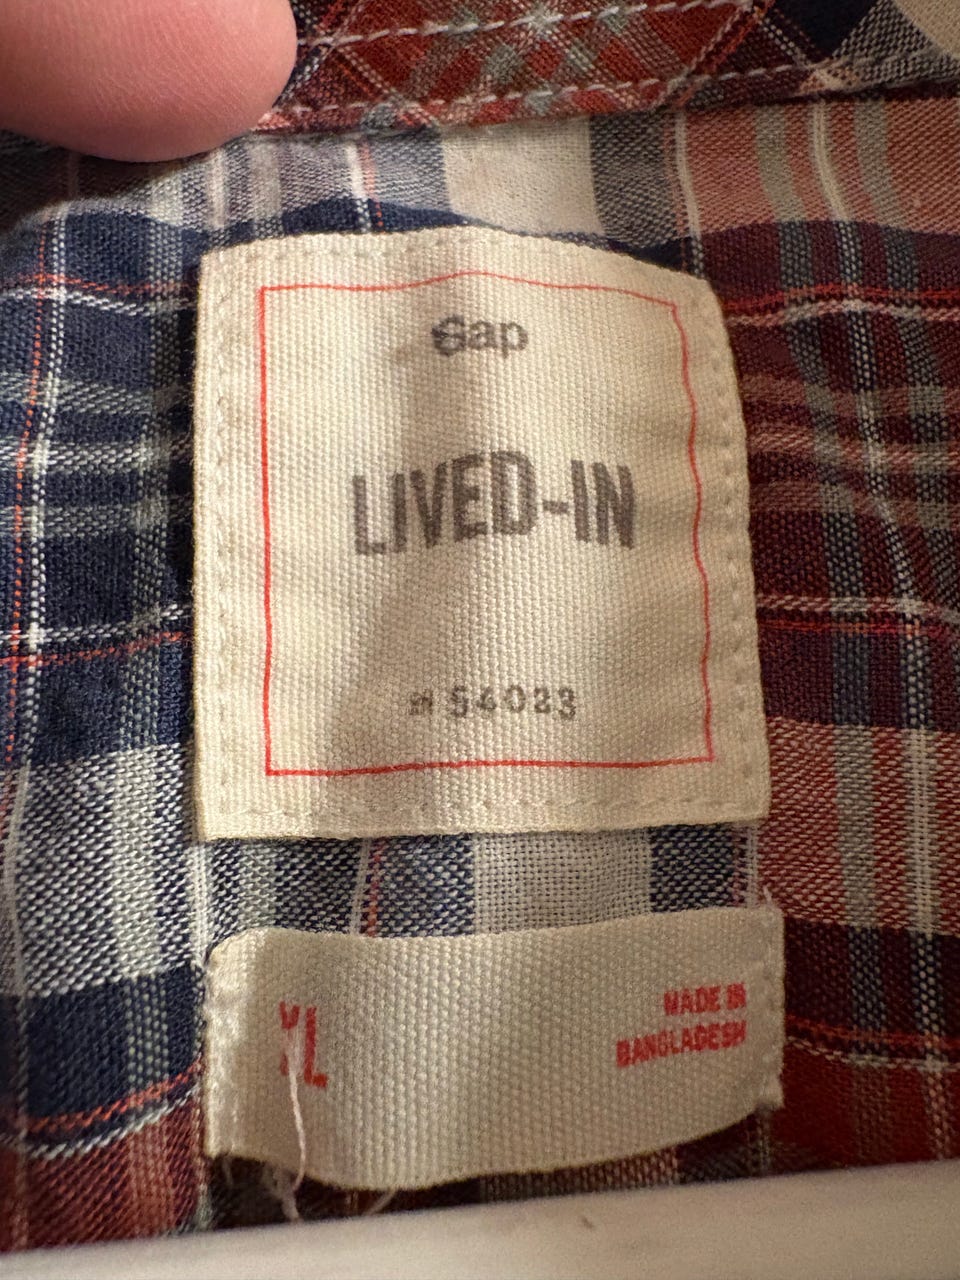 Gap
LIVED-IN
54023
XL
MADE IN
BANGLADESH